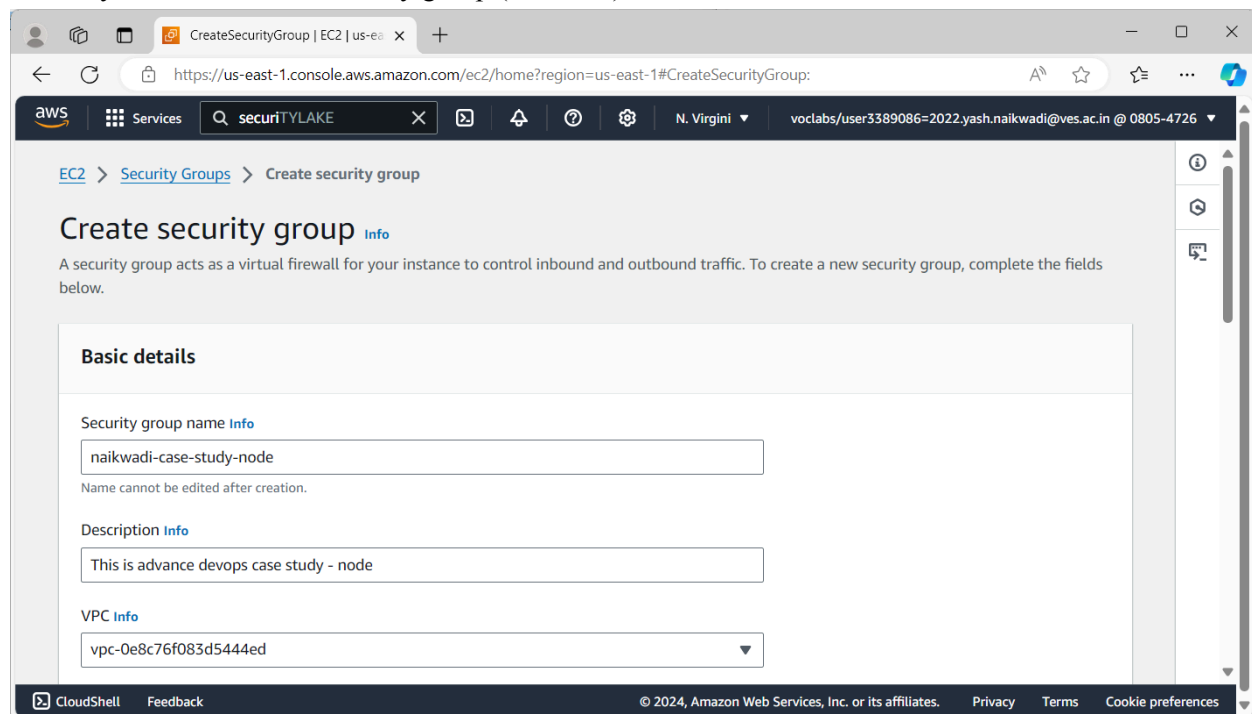 CreateSecurityGroup | EC2 | us-ea
https://us-east-1.console.aws.amazon.com/ec2/home?region=us-east-1#CreateSecurityGroup:
aws Services securiTYLAKE N. Virgini voclabs/user3389086=2022.yash.naikwadi@ves.ac.in @ 0805-4726
EC2 > Security Groups > Create security group
Create security group Info
A security group acts as a virtual firewall for your instance to control inbound and outbound traffic. To create a new security group, complete the fields
below.
Basic details
Security group name Info
naikwadi-case-study-node
Name cannot be edited after creation.
Description Info
This is advance devops case study - node
VPC Info
vpc-0e8c76f083d5444ed
CloudShell Feedback © 2024, Amazon Web Services, Inc. or its affiliates. Privacy Terms Cookie preferences